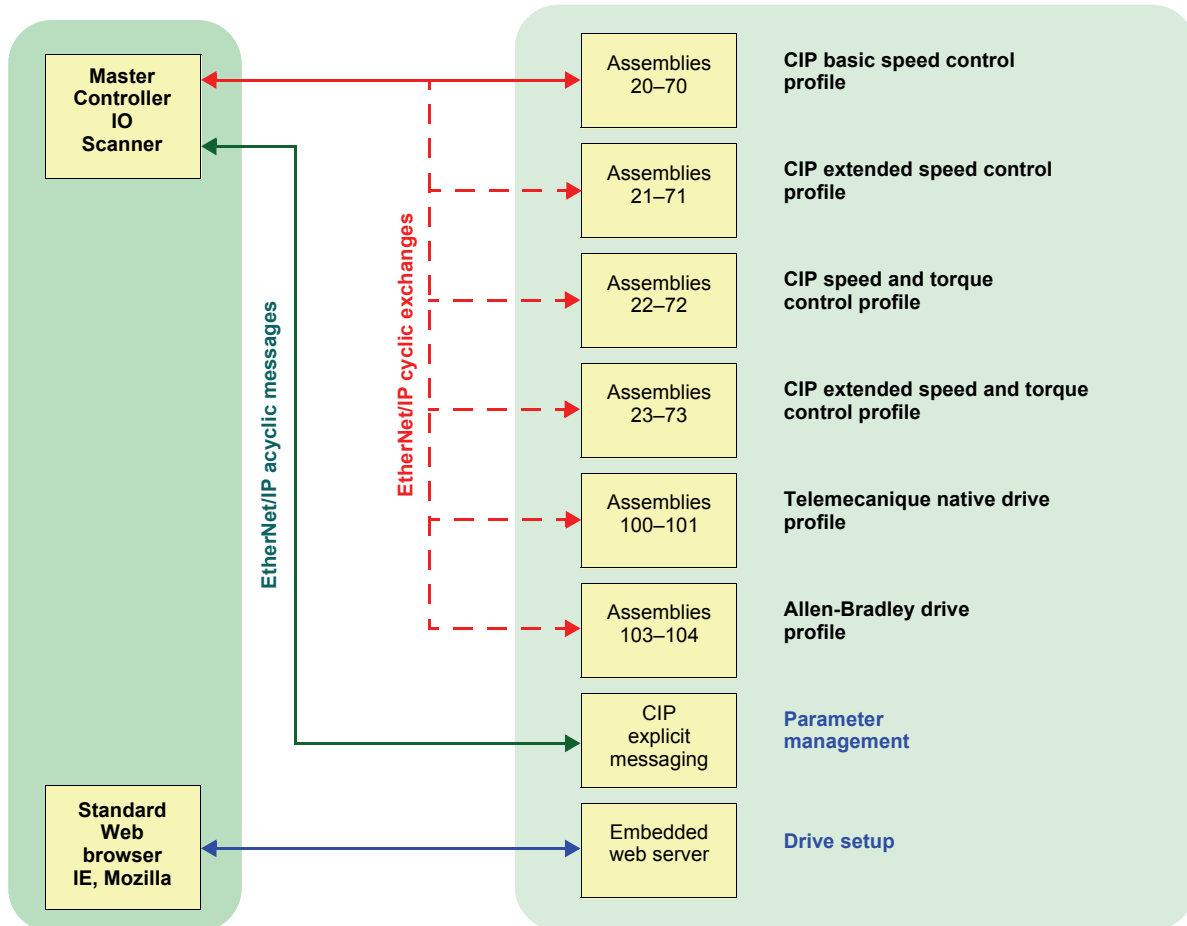 Master
Controller
IO
Scanner
Assemblies
20–70
CIP basic speed control
profile
Assemblies
21–71
CIP extended speed control
profile
Assemblies
22–72
CIP speed and torque
control profile
Assemblies
23–73
CIP extended speed and torque
control profile
Assemblies
100–101
Telemecanique native drive
profile
Assemblies
103–104
Allen-Bradley drive
profile
EtherNet/IP acyclic messages
EtherNet/IP cyclic exchanges
CIP
explicit
messaging
Parameter
management
Standard
Web
browser
IE, Mozilla
Embedded
web server
Drive setup